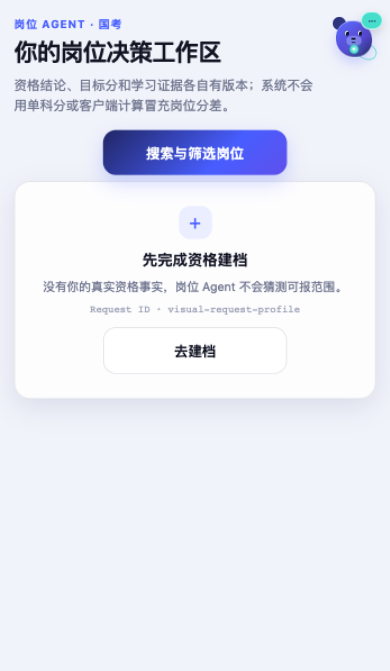 岗位 AGENT · 国考
你的岗位决策工作区
资格结论、目标分和学习证据各自有版本；系统不会
用单科分或客户端计算冒充岗位分差。
搜索与筛选岗位
+
先完成资格建档
没有你的真实资格事实，岗位 Agent 不会猜测可报范围。
Request ID · visual-request-profile
去建档